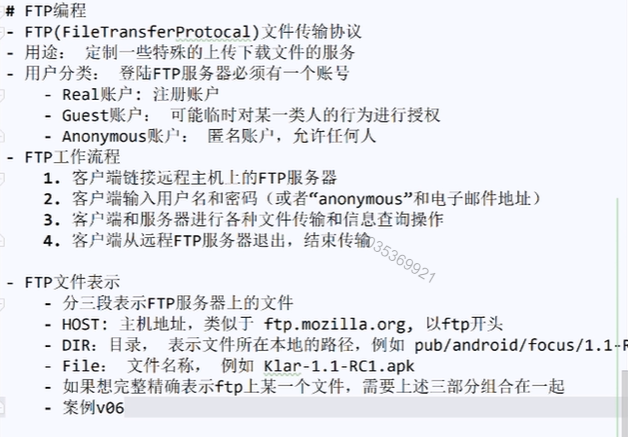 # FTP编程
- FTP(FileTransferProtocal)文件传输协议
- 用途： 定制一些特殊的上传下载文件的服务
- 用户分类： 登陆FTP服务器必须有一个账号
- Real账户: 注册账户
- Guest账户： 可能临时对某一类人的行为进行授权
- Anonymous账户： 匿名账户，允许任何人
- FTP工作流程
1. 客户端链接远程主机上的FTP服务器
2. 客户端输入用户名和密码（或者“anonymous”和电子邮件地址）
3. 客户端和服务器进行各种文件传输和信息查询操作
4. 客户端从远程FTP服务器退出，结束传输
035369921
- FTP文件表示
- 分三段表示FTP服务器上的文件
- HOST: 主机地址，类似于 ftp.mozilla.org, 以ftp开头
- DIR：目录， 表示文件所在本地的路径，例如 pub/android/focus/1.1-R
- File： 文件名称， 例如 Klar-1.1-RC1.apk
- 如果想完整精确表示ftp上某一个文件，需要上述三部分组合在一起
- 案例v06